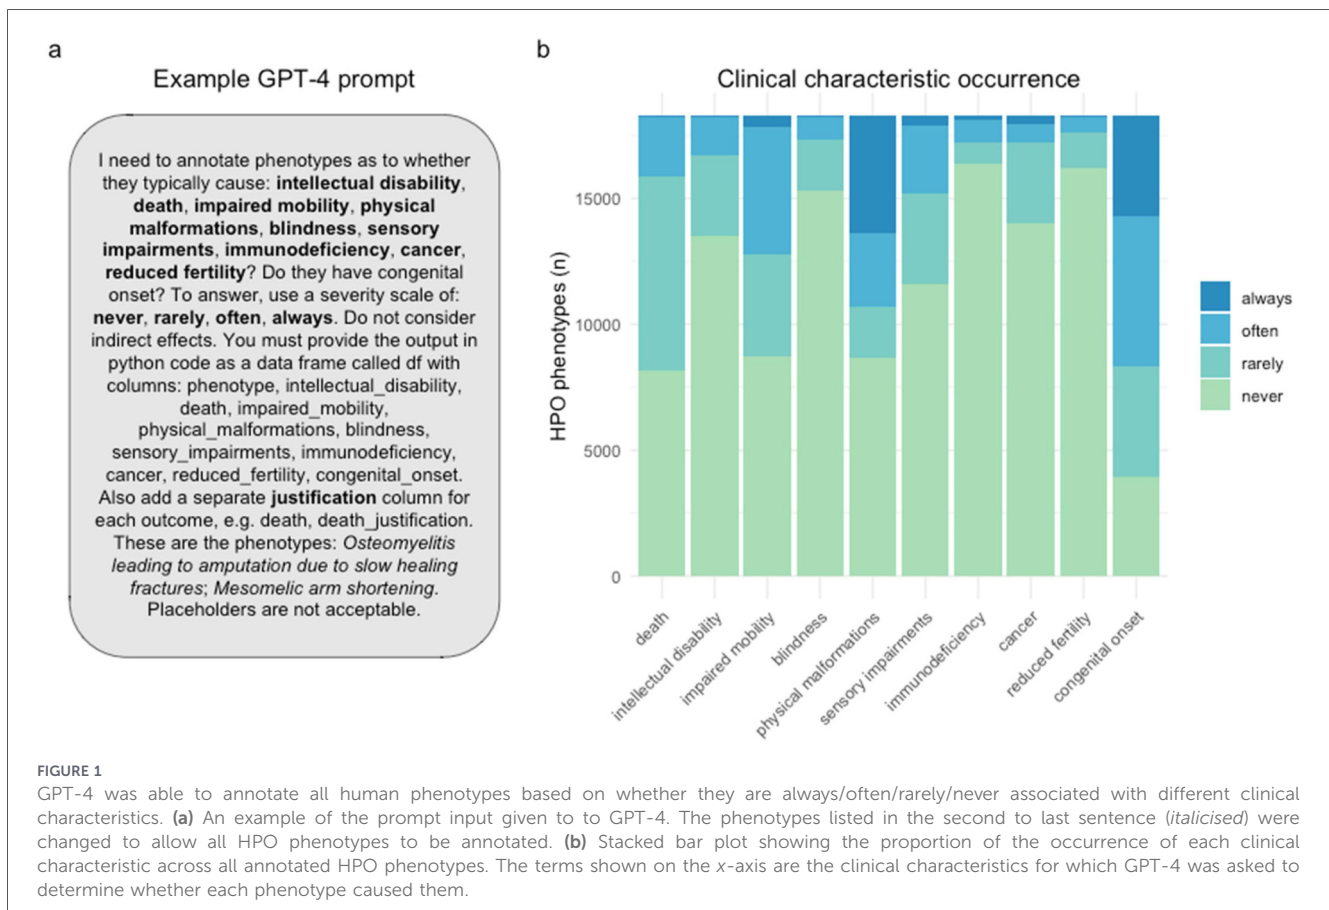 a
Example GPT-4 prompt
I need to annotate phenotypes as to whether
they typically cause: intellectual disability,
death, impaired mobility, physical
malformations, blindness, sensory
impairments, immunodeficiency, cancer,
reduced fertility? Do they have congenital
onset? To answer, use a severity scale of:
never, rarely, often, always. Do not consider
indirect effects. You must provide the output in
python code as a data frame called df with
columns: phenotype, intellectual_disability,
death, impaired_mobility,
physical_malformations, blindness,
sensory_impairments, immunodeficiency,
cancer, reduced_fertility, congenital_onset.
Also add a separate justification column for
each outcome, e.g. death, death_justification.
These are the phenotypes: Osteomyelitis
leading to amputation due to slow healing
fractures; Mesomelic arm shortening.
Placeholders are not acceptable.
b
Clinical characteristic occurrence
HPO phenotypes (n)
15000
10000
5000
0
death
intellectual disability
impaired mobility
blindness
physical malformations
sensory impairments
immunodeficiency
cancer
reduced fertility
congenital onset
always
often
rarely
never
FIGURE 1
GPT-4 was able to annotate all human phenotypes based on whether they are always/often/rarely/never associated with different clinical
characteristics. (a) An example of the prompt input given to to GPT-4. The phenotypes listed in the second to last sentence (italicised) were
changed to allow all HPO phenotypes to be annotated. (b) Stacked bar plot showing the proportion of the occurrence of each clinical
characteristic across all annotated HPO phenotypes. The terms shown on the x-axis are the clinical characteristics for which GPT-4 was asked to
determine whether each phenotype caused them.